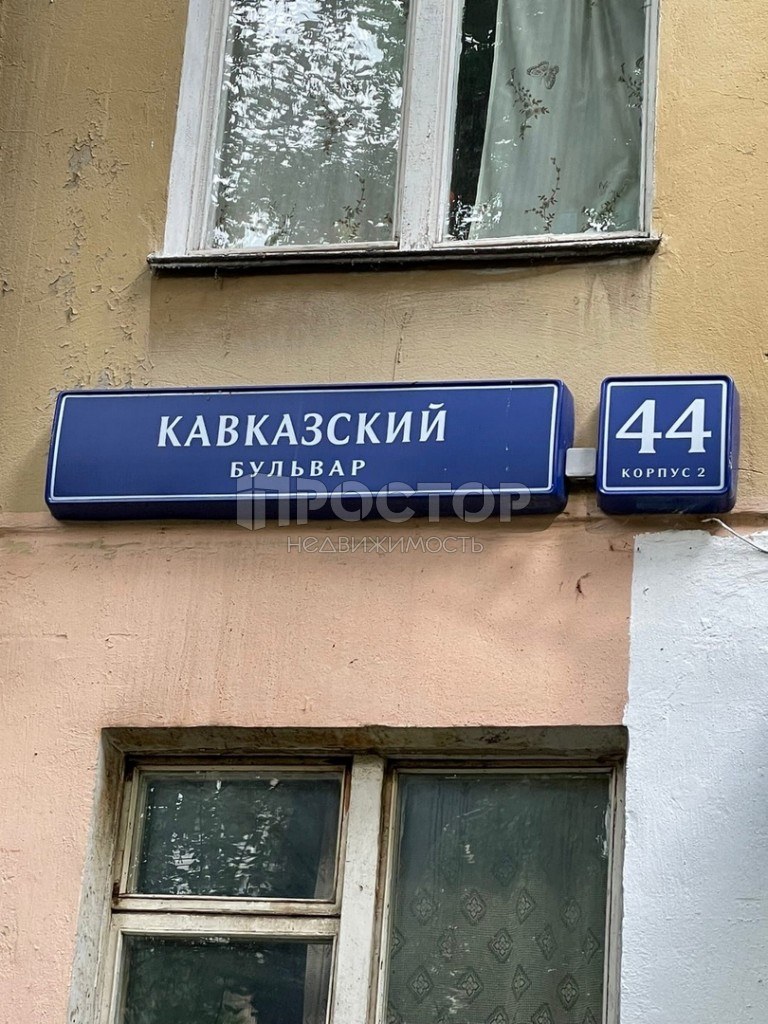 КАВКАЗСКИЙ
БУЛЬВАР
44
КОРПУС 2
ПРОСТОР
НЕДВИЖИМОСТЬ